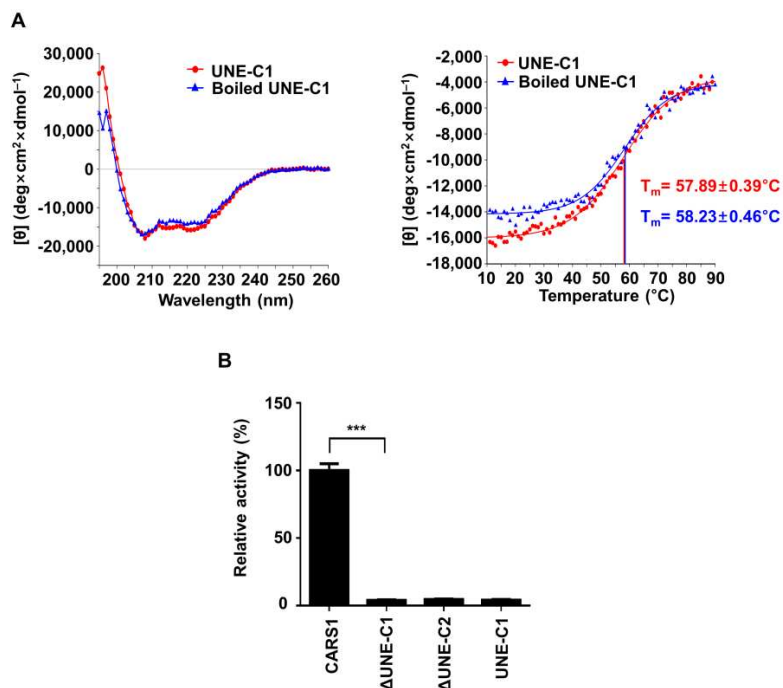 A
UNE-C1
Boiled UNE-C1
[θ] (deg×cm²×dmol⁻¹)
30,000
20,000
10,000
0
-10,000
-20,000
200 210 220 230 240 250 260
Wavelength (nm)
UNE-C1
Boiled UNE-C1
[θ] (deg×cm²×dmol⁻¹)
-2,000
-4,000
-6,000
-8,000
-10,000
-12,000
-14,000
-16,000
-18,000
Tm= 57.89±0.39°C
Tm= 58.23±0.46°C
10 20 30 40 50 60 70 80 90
Temperature (°C)
B
Relative activity (%)
150
100
50
0
***
CARS1
ΔUNE-C1
ΔUNE-C2
UNE-C1